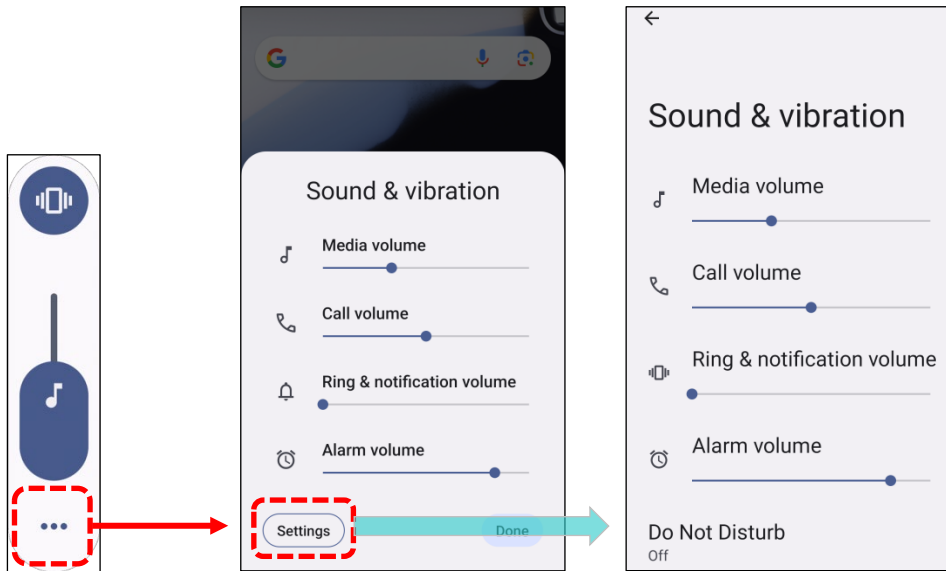 Sound & vibration
Media volume
Call volume
Ring & notification volume
Alarm volume
Settings
Done
Sound & vibration
Media volume
Call volume
Ring & notification volume
Alarm volume
Do Not Disturb
Off